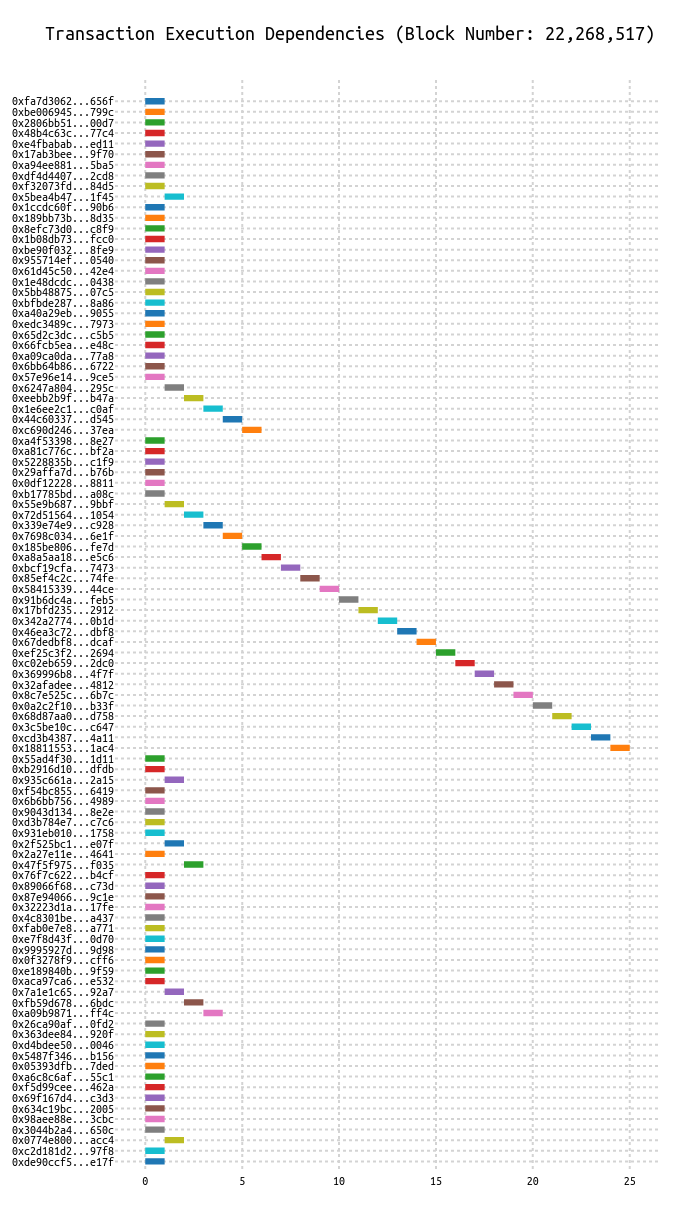 Transaction Execution Dependencies (Block Number: 22,268,517)
0xfa7d3062...656f
0xbe006945...799c
0x2806bb51...00d7
0x48b4c63c...77c4
0xe4fbabab...ed11
0x17ab3bee...9f70
0xa94ee881...5ba5
0xdf4d4407...2cd8
0xf32073fd...84d5
0x5bea4b47...1f45
0x1ccdc60f...90b6
0x189bb73b...8d35
0x8efc73d0...c8f9
0x1b08db73...fcc0
0xbe90f032...8fe9
0x955714ef...0540
0x61d45c50...42e4
0x1e48dcdc...0438
0x5bb48875...07c5
0xbfbde287...8a86
0xa40a29eb...9055
0xedc3489c...7973
0x65d2c3dc...c5b5
0x66fcb5ea...e48c
0xa09ca0da...77a8
0x6bb64b86...6722
0x57e96e14...9ce5
0x6247a804...295c
0xeebb2b9f...b47a
0x1e6ee2c1...c0af
0x44c60337...d545
0xc690d246...37ea
0xa4f53398...8e27
0xa81c776c...bf2a
0x5228835b...c1f9
0x29affa7d...b76b
0x0df12228...8811
0xb17785bd...a08c
0x55e9b687...9bbf
0x72d51564...1054
0x339e74e9...c928
0x7698c034...6e1f
0x185be806...fe7d
0xa8a5aa18...e5c6
0xbcf19cfa...7473
0x85ef4c2c...74fe
0x58415339...44ce
0x91b6dc4a...feb5
0x17bfd235...2912
0x342a2774...0b1d
0x46ea3c72...dbf8
0x67dedbf8...dcaf
0xef25c3f2...2694
0xc02eb659...2dc0
0x369996b8...4f7f
0x32afadee...4812
0x8c7e525c...6b7c
0x0a2c2f10...b33f
0x68d87aa0...d758
0x3c5be10c...c647
0xcd3b4387...4a11
0x18811553...1ac4
0x55ad4f30...1d11
0xb2916d10...dfdb
0x935c661a...2a15
0xf54bc855...6419
0x6b6bb756...4989
0x9043d134...8e2e
0xd3b784e7...c7c6
0x931eb010...1758
0x2f525bc1...e07f
0x2a27e11e...4641
0x47f5f975...f035
0x76f7c622...b4cf
0x89066f68...c73d
0x87e94066...9c1e
0x32223d1a...17fe
0x4c8301be...a437
0xfab0e7e8...a771
0xe7f8d43f...0d70
0x9995927d...9d98
0x0f3278f9...cff6
0xe189840b...9f59
0xaca97ca6...e532
0x7a1e1c65...92a7
0xfb59d678...6bdc
0xa09b9871...ff4c
0x26ca90af...0fd2
0x363dee84...920f
0xd4bdee50...0046
0x5487f346...b156
0x05393dfb...7ded
0xa6c8c6af...55c1
0xf5d99cee...462a
0x69f167d4...c3d3
0x634c19bc...2005
0x98aee88e...3cbc
0x3044b2a4...650c
0x0774e800...acc4
0xc2d181d2...97f8
0xde90ccf5...e17f
0 5 10 15 20 25